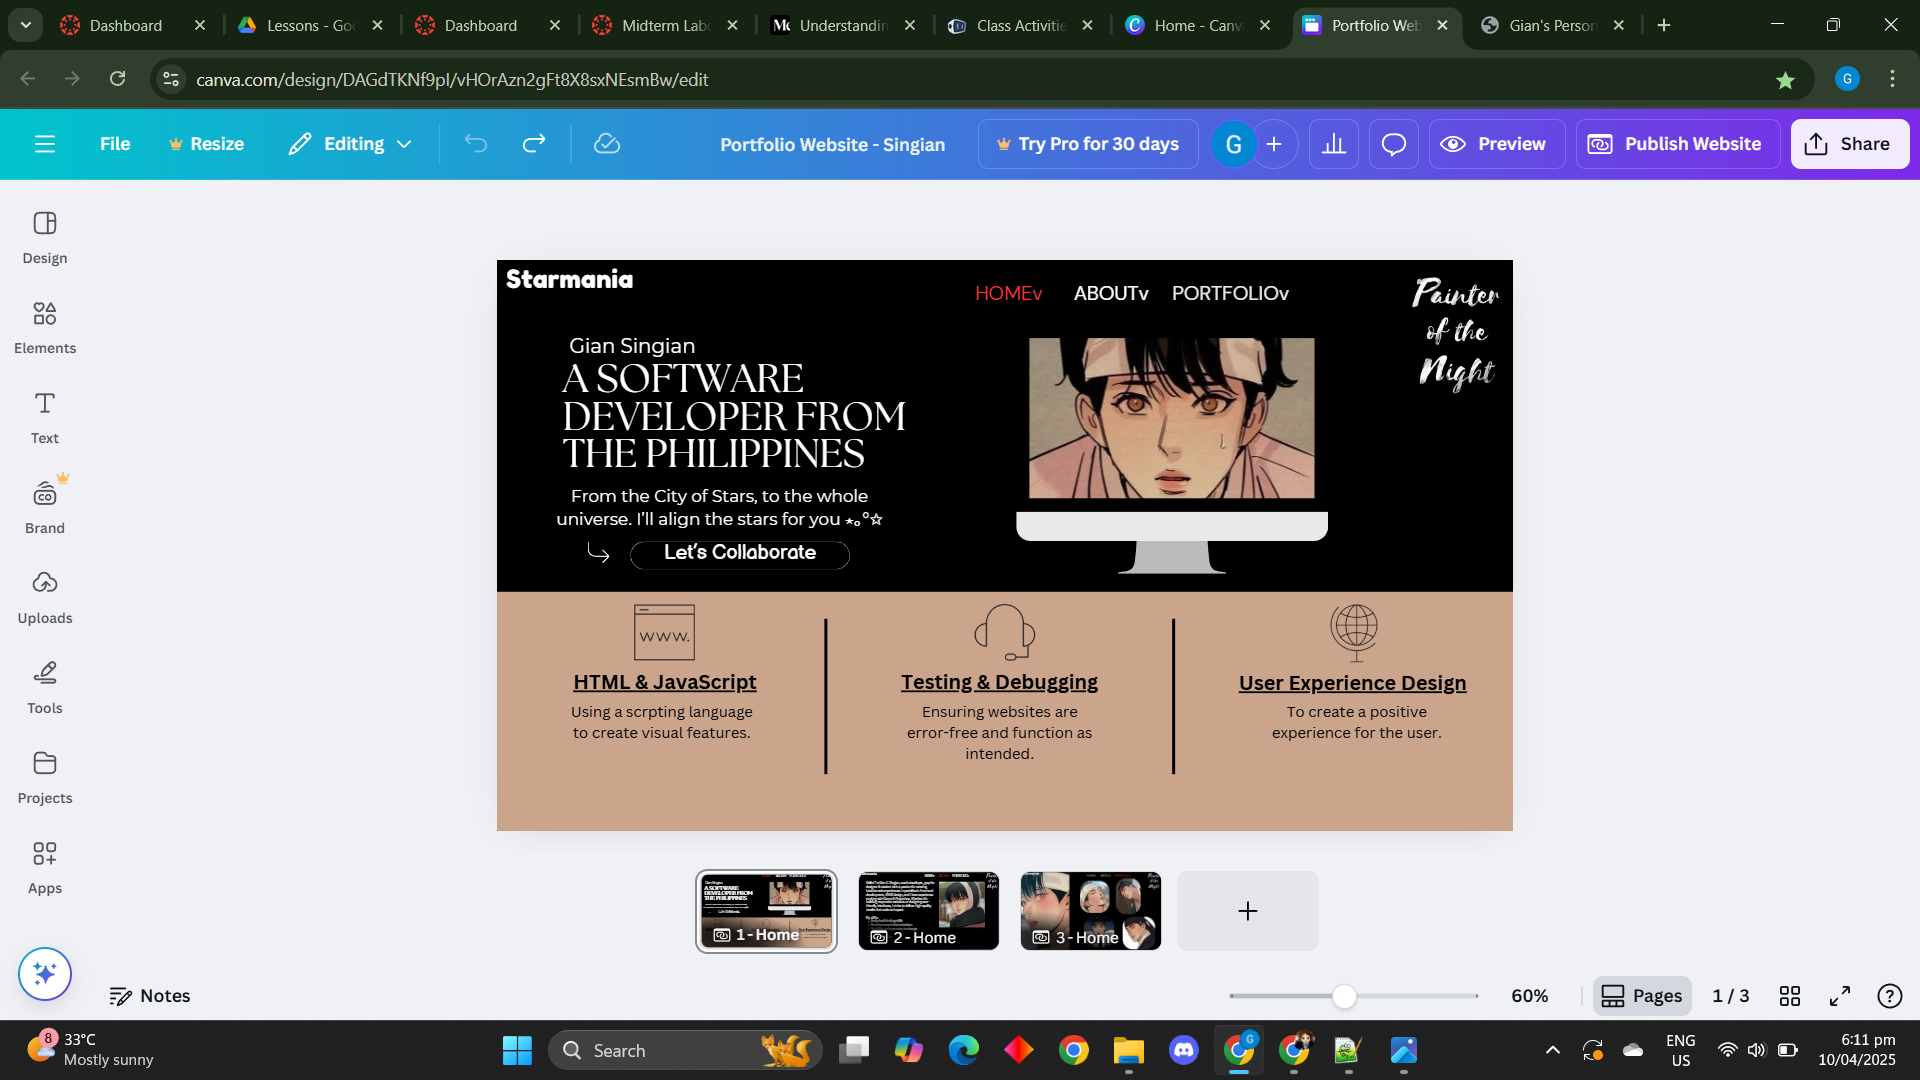 Dashboard
Lessons - Goo
Dashboard
Midterm Labo
Understandin
Class Activitie
Home - Canva
Portfolio Web
Gian's Person
canva.com/design/DAGdTKNf9pI/vHOrAzn2gFt8X8sxNEsmBw/edit
G
File
Resize
Editing
Portfolio Website - Singian
Try Pro for 30 days
G
Preview
Publish Website
Share
Design
Elements
Text
Brand
Uploads
Tools
Projects
Apps
Starmania
HOMEv
ABOUTv
PORTFOLIOv
Painter
of the
Night
Gian Singian
A SOFTWARE
DEVELOPER FROM
THE PHILIPPINES
From the City of Stars, to the whole
universe. I'll align the stars for you ⋆｡°✩
Let's Collaborate
WWW.
HTML & JavaScript
Using a scrpting language
to create visual features.
Testing & Debugging
Ensuring websites are
error-free and function as
intended.
User Experience Design
To create a positive
experience for the user.
1 - Home
2 - Home
3 - Home
Notes
60%
Pages
1 / 3
8
33°C
Mostly sunny
Search
ENG
US
6:11 pm
10/04/2025